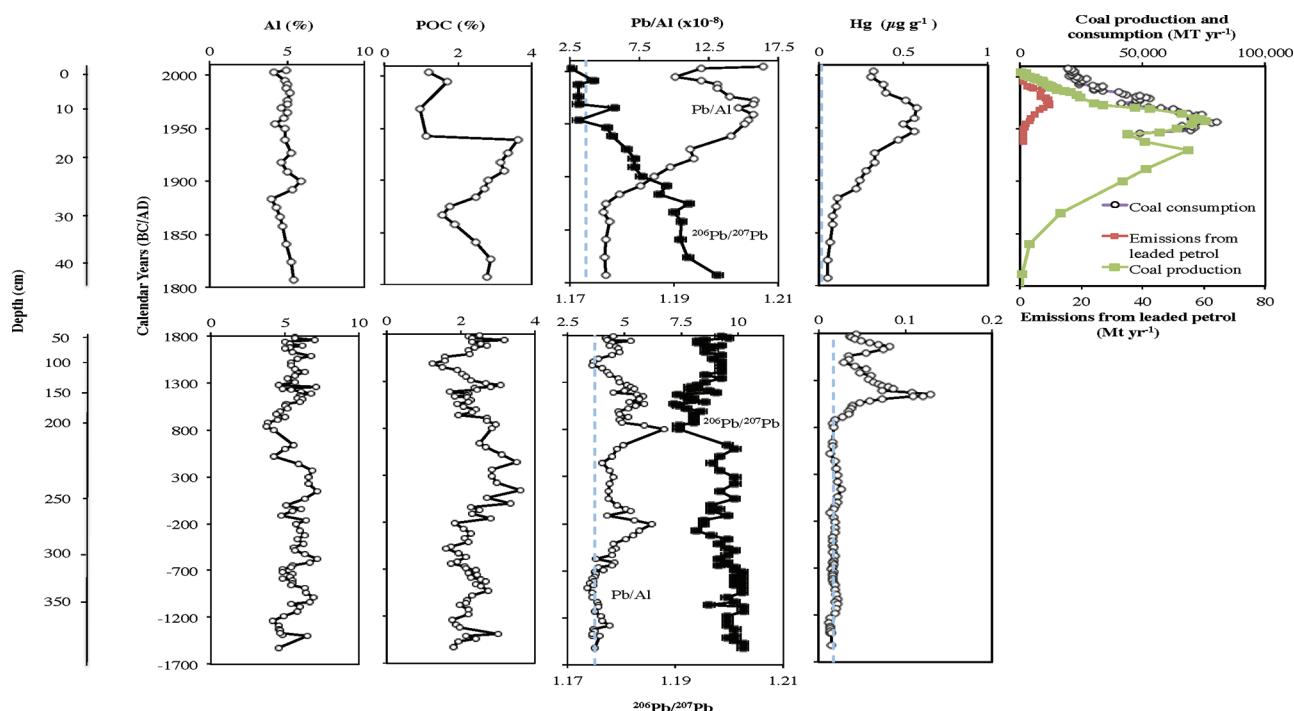 Al (%)
POC (%)
Pb/Al (x10-8)
Hg (µg g-1)
Coal production and
consumption (MT yr-1)
0 5 10
0 2 4
2.5 7.5 12.5 17.5
0 0.5 1
0 50,000 100,000
Depth (cm)
0
10
20
30
40
Calendar Years (BC/AD)
2000
1950
1900
1850
1800
Pb/Al
206Pb/207Pb
Coal consumption
Emissions from
leaded petrol
Coal production
1.17 1.19 1.21
0 20 40 60 80
Emissions from leaded petrol
(Mt yr-1)
0 5 10
0 2 4
2.5 5 7.5 10
0 0.1 0.2
50
100
150
200
250
300
350
1800
1300
800
300
-200
-700
-1200
-1700
206Pb/207Pb
Pb/Al
0 5 10
0 2 4
1.17 1.19 1.21
206Pb/207Pb